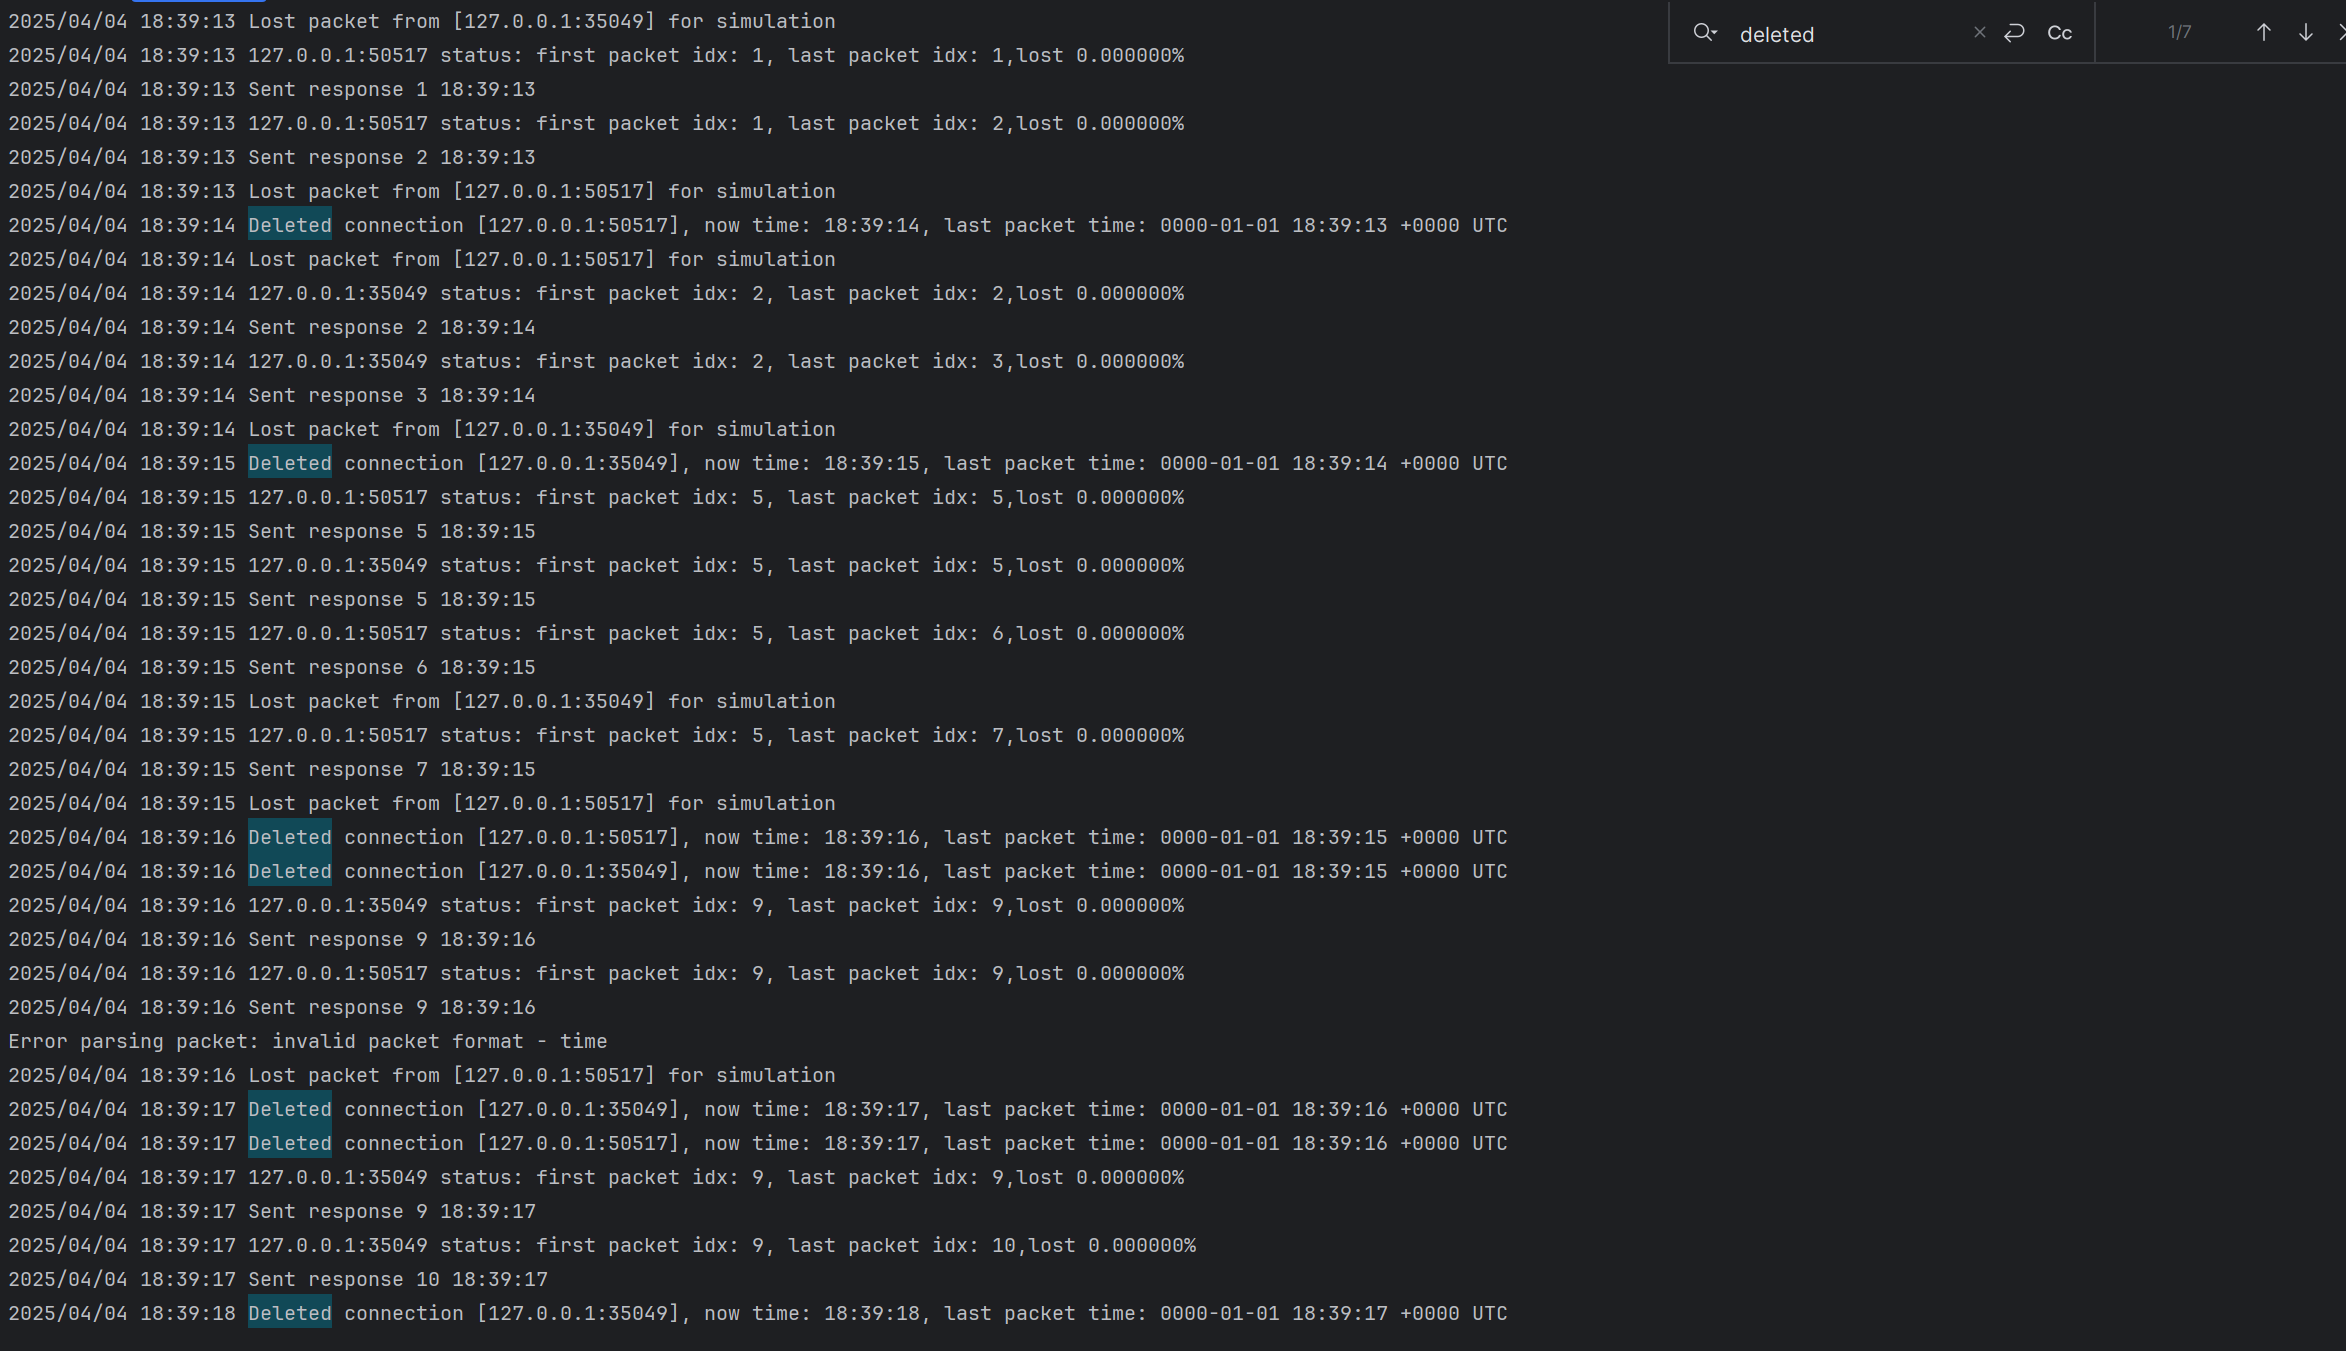 deleted
Cc
1/7
2025/04/04 18:39:13 Lost packet from [127.0.0.1:35049] for simulation
2025/04/04 18:39:13 127.0.0.1:50517 status: first packet idx: 1, last packet idx: 1,lost 0.000000%
2025/04/04 18:39:13 Sent response 1 18:39:13
2025/04/04 18:39:13 127.0.0.1:50517 status: first packet idx: 1, last packet idx: 2,lost 0.000000%
2025/04/04 18:39:13 Sent response 2 18:39:13
2025/04/04 18:39:13 Lost packet from [127.0.0.1:50517] for simulation
2025/04/04 18:39:14 Deleted connection [127.0.0.1:50517], now time: 18:39:14, last packet time: 0000-01-01 18:39:13 +0000 UTC
2025/04/04 18:39:14 Lost packet from [127.0.0.1:50517] for simulation
2025/04/04 18:39:14 127.0.0.1:35049 status: first packet idx: 2, last packet idx: 2,lost 0.000000%
2025/04/04 18:39:14 Sent response 2 18:39:14
2025/04/04 18:39:14 127.0.0.1:35049 status: first packet idx: 2, last packet idx: 3,lost 0.000000%
2025/04/04 18:39:14 Sent response 3 18:39:14
2025/04/04 18:39:14 Lost packet from [127.0.0.1:35049] for simulation
2025/04/04 18:39:15 Deleted connection [127.0.0.1:35049], now time: 18:39:15, last packet time: 0000-01-01 18:39:14 +0000 UTC
2025/04/04 18:39:15 127.0.0.1:50517 status: first packet idx: 5, last packet idx: 5,lost 0.000000%
2025/04/04 18:39:15 Sent response 5 18:39:15
2025/04/04 18:39:15 127.0.0.1:35049 status: first packet idx: 5, last packet idx: 5,lost 0.000000%
2025/04/04 18:39:15 Sent response 5 18:39:15
2025/04/04 18:39:15 127.0.0.1:50517 status: first packet idx: 5, last packet idx: 6,lost 0.000000%
2025/04/04 18:39:15 Sent response 6 18:39:15
2025/04/04 18:39:15 Lost packet from [127.0.0.1:35049] for simulation
2025/04/04 18:39:15 127.0.0.1:50517 status: first packet idx: 5, last packet idx: 7,lost 0.000000%
2025/04/04 18:39:15 Sent response 7 18:39:15
2025/04/04 18:39:15 Lost packet from [127.0.0.1:50517] for simulation
2025/04/04 18:39:16 Deleted connection [127.0.0.1:50517], now time: 18:39:16, last packet time: 0000-01-01 18:39:15 +0000 UTC
2025/04/04 18:39:16 Deleted connection [127.0.0.1:35049], now time: 18:39:16, last packet time: 0000-01-01 18:39:15 +0000 UTC
2025/04/04 18:39:16 127.0.0.1:35049 status: first packet idx: 9, last packet idx: 9,lost 0.000000%
2025/04/04 18:39:16 Sent response 9 18:39:16
2025/04/04 18:39:16 127.0.0.1:50517 status: first packet idx: 9, last packet idx: 9,lost 0.000000%
2025/04/04 18:39:16 Sent response 9 18:39:16
Error parsing packet: invalid packet format - time
2025/04/04 18:39:16 Lost packet from [127.0.0.1:50517] for simulation
2025/04/04 18:39:17 Deleted connection [127.0.0.1:35049], now time: 18:39:17, last packet time: 0000-01-01 18:39:16 +0000 UTC
2025/04/04 18:39:17 Deleted connection [127.0.0.1:50517], now time: 18:39:17, last packet time: 0000-01-01 18:39:16 +0000 UTC
2025/04/04 18:39:17 127.0.0.1:35049 status: first packet idx: 9, last packet idx: 9,lost 0.000000%
2025/04/04 18:39:17 Sent response 9 18:39:17
2025/04/04 18:39:17 127.0.0.1:35049 status: first packet idx: 9, last packet idx: 10,lost 0.000000%
2025/04/04 18:39:17 Sent response 10 18:39:17
2025/04/04 18:39:18 Deleted connection [127.0.0.1:35049], now time: 18:39:18, last packet time: 0000-01-01 18:39:17 +0000 UTC